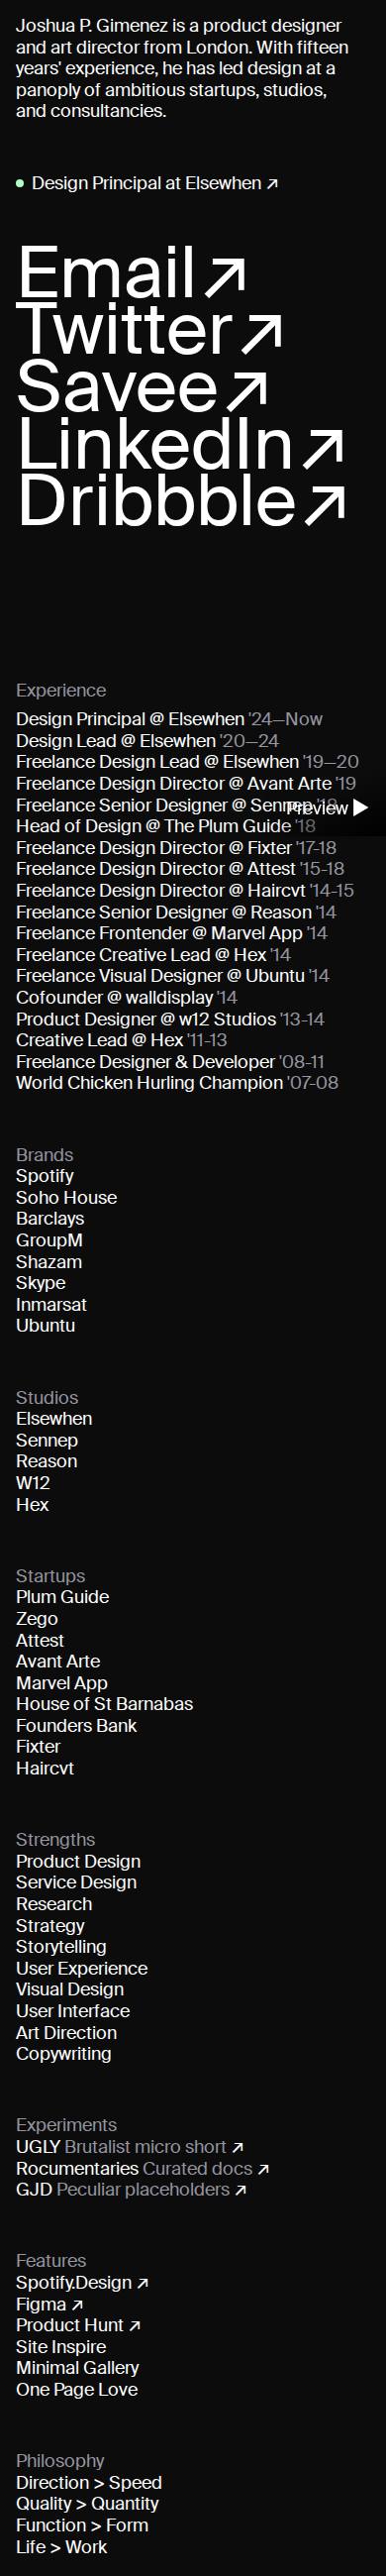 Joshua P. Gimenez is a product designer
and art director from London. With fifteen
years' experience, he has led design at a
panoply of ambitious startups, studios,
and consultancies.
Design Principal at Elsewhen ↗
Email ↗
Twitter ↗
Savee ↗
LinkedIn ↗
Dribbble ↗
Experience
Design Principal @ Elsewhen '24—Now
Design Lead @ Elsewhen '20—24
Freelance Design Lead @ Elsewhen '19—20
Freelance Design Director @ Avant Arte '19
Freelance Senior Designer @ Sennep '18
Preview
Head of Design @ The Plum Guide '18
Freelance Design Director @ Fixter '17-18
Freelance Design Director @ Attest '15-18
Freelance Design Director @ Haircvt '14-15
Freelance Senior Designer @ Reason '14
Freelance Frontender @ Marvel App '14
Freelance Creative Lead @ Hex '14
Freelance Visual Designer @ Ubuntu '14
Cofounder @ walldisplay '14
Product Designer @ w12 Studios '13-14
Creative Lead @ Hex '11-13
Freelance Designer & Developer '08-11
World Chicken Hurling Champion '07-08
Brands
Spotify
Soho House
Barclays
GroupM
Shazam
Skype
Inmarsat
Ubuntu
Studios
Elsewhen
Sennep
Reason
W12
Hex
Startups
Plum Guide
Zego
Attest
Avant Arte
Marvel App
House of St Barnabas
Founders Bank
Fixter
Haircvt
Strengths
Product Design
Service Design
Research
Strategy
Storytelling
User Experience
Visual Design
User Interface
Art Direction
Copywriting
Experiments
UGLY Brutalist micro short ↗
Rocumentaries Curated docs ↗
GJD Peculiar placeholders ↗
Features
Spotify.Design ↗
Figma ↗
Product Hunt ↗
Site Inspire
Minimal Gallery
One Page Love
Philosophy
Direction > Speed
Quality > Quantity
Function > Form
Life > Work